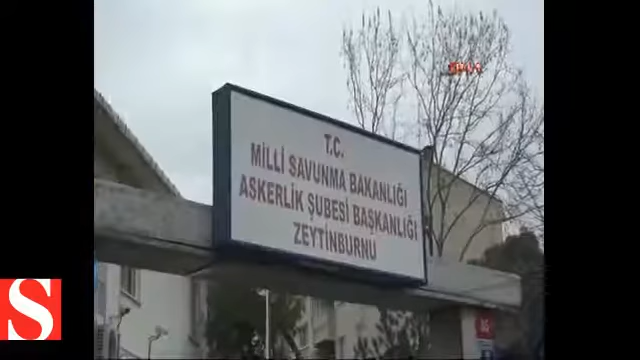 T.C.
MİLLİ SAVUNMA BAKANLIĞI
ASKERLİK ŞUBESİ BAŞKANLIĞI
ZEYTİNBURNU
S